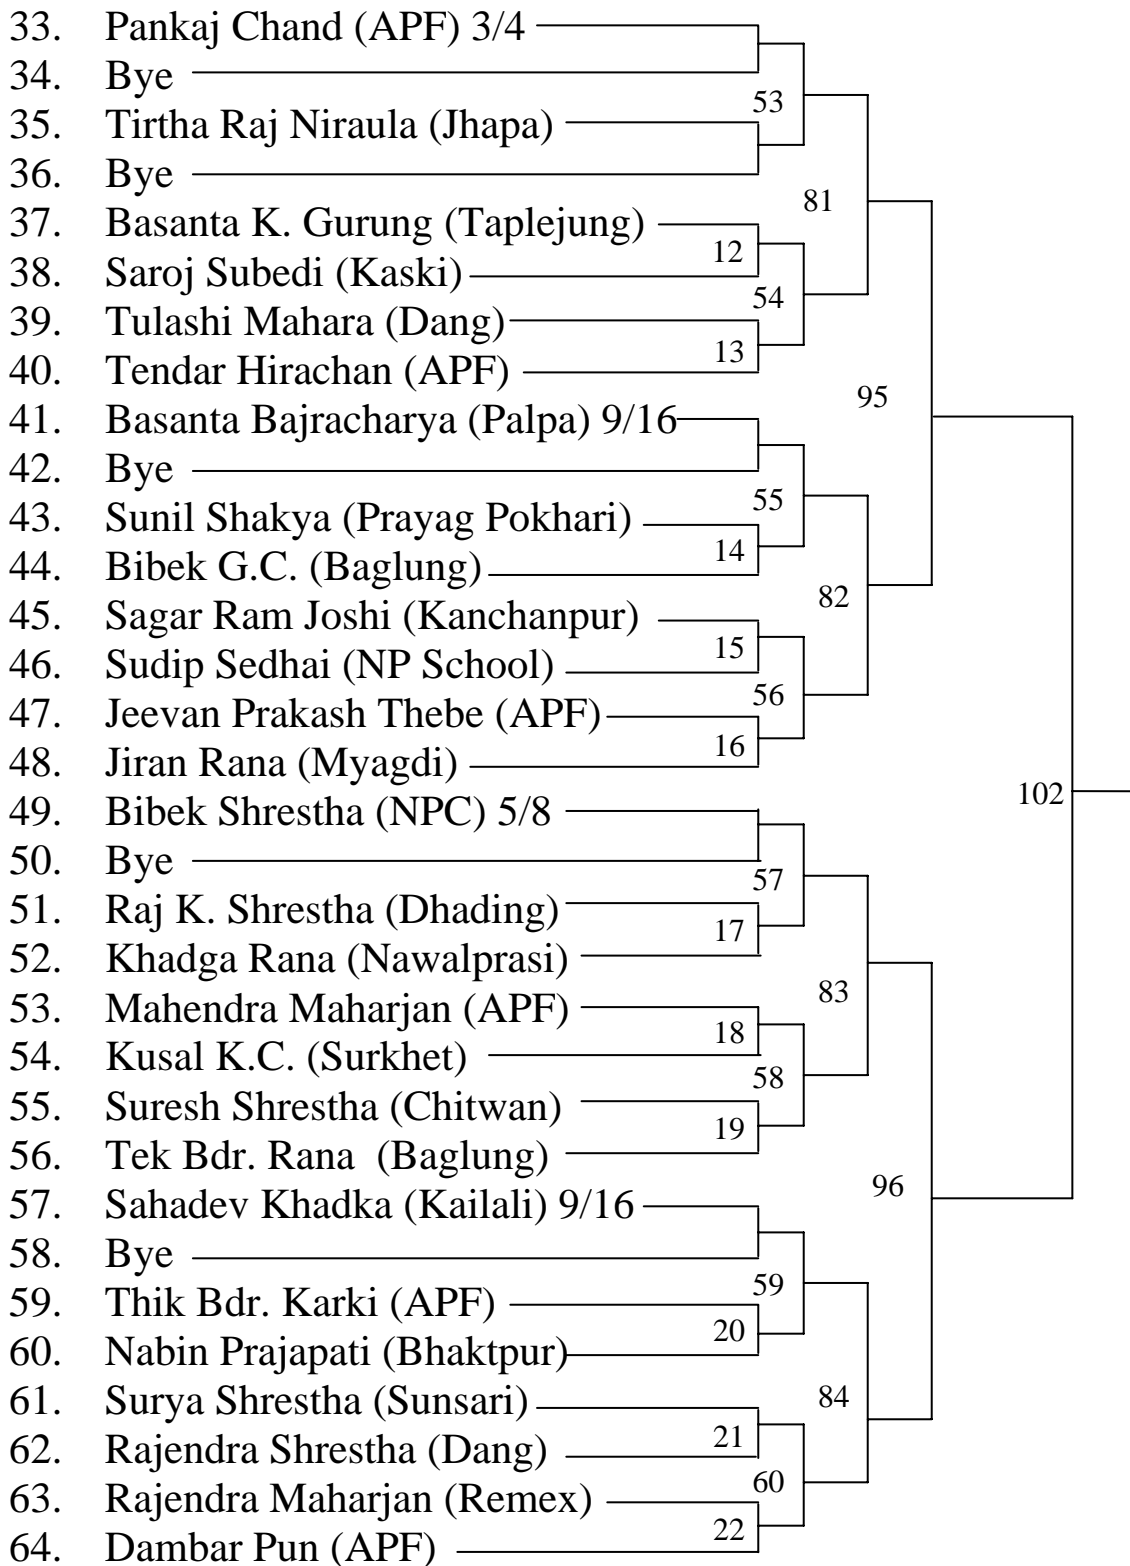 33. Pankaj Chand (APF) 3/4
34. Bye
53
35. Tirtha Raj Niraula (Jhapa)
36. Bye
81
37. Basanta K. Gurung (Taplejung)
12
38. Saroj Subedi (Kaski)
54
39. Tulashi Mahara (Dang)
13
40. Tendar Hirachan (APF)
95
41. Basanta Bajracharya (Palpa) 9/16
42. Bye
55
43. Sunil Shakya (Prayag Pokhari)
14
44. Bibek G.C. (Baglung)
82
45. Sagar Ram Joshi (Kanchanpur)
15
46. Sudip Sedhai (NP School)
56
47. Jeevan Prakash Thebe (APF)
16
48. Jiran Rana (Myagdi)
102
49. Bibek Shrestha (NPC) 5/8
50. Bye
57
51. Raj K. Shrestha (Dhading)
17
52. Khadga Rana (Nawalprasi)
83
53. Mahendra Maharjan (APF)
18
54. Kusal K.C. (Surkhet)
58
55. Suresh Shrestha (Chitwan)
19
56. Tek Bdr. Rana (Baglung)
96
57. Sahadev Khadka (Kailali) 9/16
58. Bye
59
59. Thik Bdr. Karki (APF)
20
60. Nabin Prajapati (Bhaktpur)
84
61. Surya Shrestha (Sunsari)
21
62. Rajendra Shrestha (Dang)
60
63. Rajendra Maharjan (Remex)
22
64. Dambar Pun (APF)